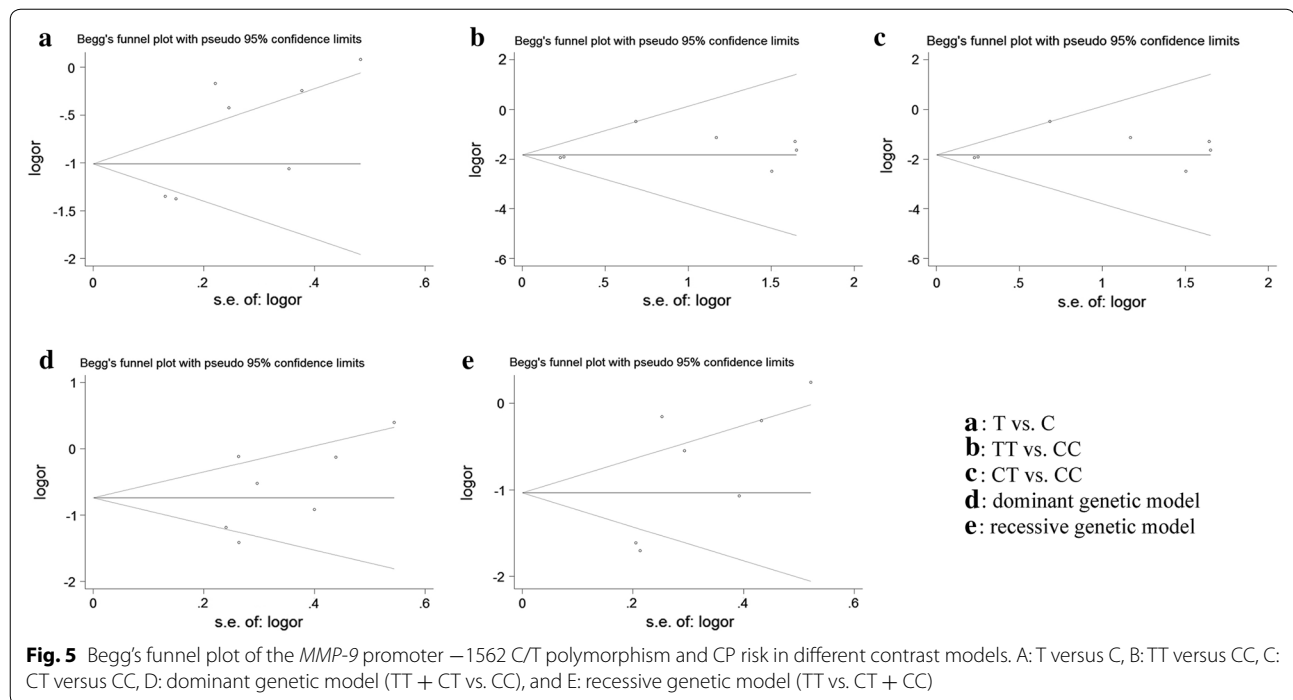 a Begg's funnel plot with pseudo 95% confidence limits
0
-.5
-1
-1.5
-2
logor
0 .2 .4 .6
s.e. of: logor
b Begg's funnel plot with pseudo 95% confidence limits
2
0
-2
-4
-6
logor
0 .5 1 1.5 2
s.e. of: logor
c Begg's funnel plot with pseudo 95% confidence limits
2
0
-2
-4
-6
logor
0 .5 1 1.5 2
s.e. of: logor
d Begg's funnel plot with pseudo 95% confidence limits
1
0
-1
-2
logor
0 .2 .4 .6
s.e. of: logor
e Begg's funnel plot with pseudo 95% confidence limits
0
-1
-2
logor
0 .2 .4 .6
s.e. of: logor
a: T vs. C
b: TT vs. CC
c: CT vs. CC
d: dominant genetic model
e: recessive genetic model
Fig. 5 Begg's funnel plot of the MMP-9 promoter −1562 C/T polymorphism and CP risk in different contrast models. A: T versus C, B: TT versus CC, C:
CT versus CC, D: dominant genetic model (TT + CT vs. CC), and E: recessive genetic model (TT vs. CT + CC)